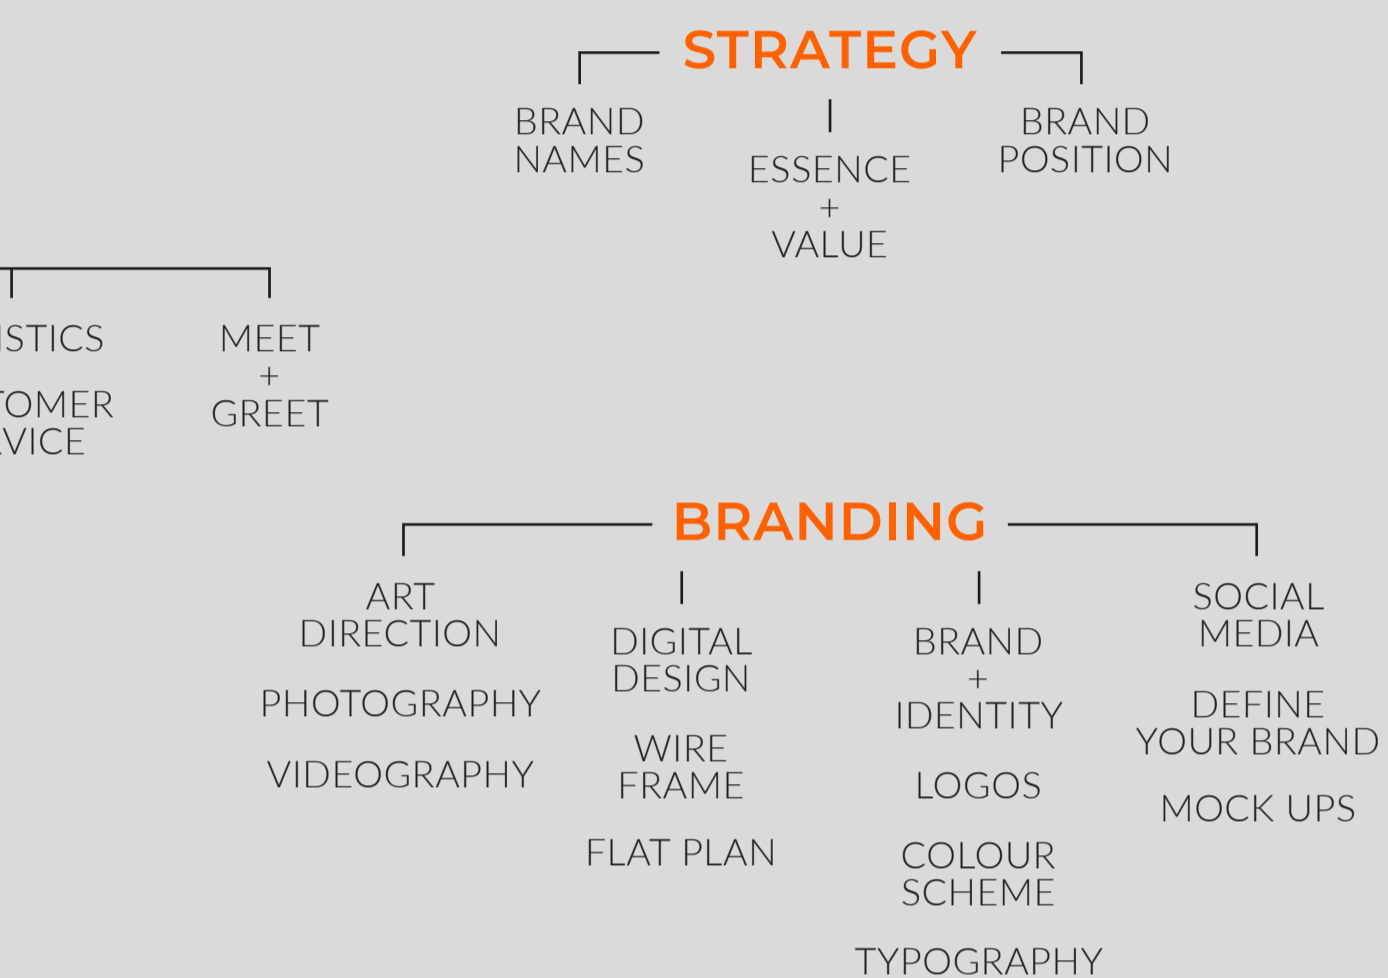 STRATEGY
BRAND
NAMES
ESSENCE
+
VALUE
BRAND
POSITION
MEET
+
GREET
BRANDING
ART
DIRECTION
PHOTOGRAPHY
VIDEOGRAPHY
DIGITAL
DESIGN
WIRE
FRAME
FLAT PLAN
BRAND
+
IDENTITY
LOGOS
COLOUR
SCHEME
TYPOGRAPHY
SOCIAL
MEDIA
DEFINE
YOUR BRAND
MOCK UPS